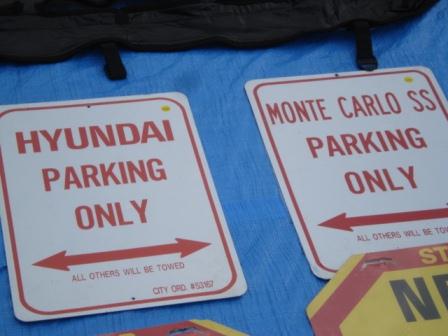 HYUNDAI
PARKING
ONLY
ALL OTHERS WILL BE TOWED
CITY ORD. #53167
MONTE CARLO SS
PARKING
ONLY
ALL OTHERS WILL BE